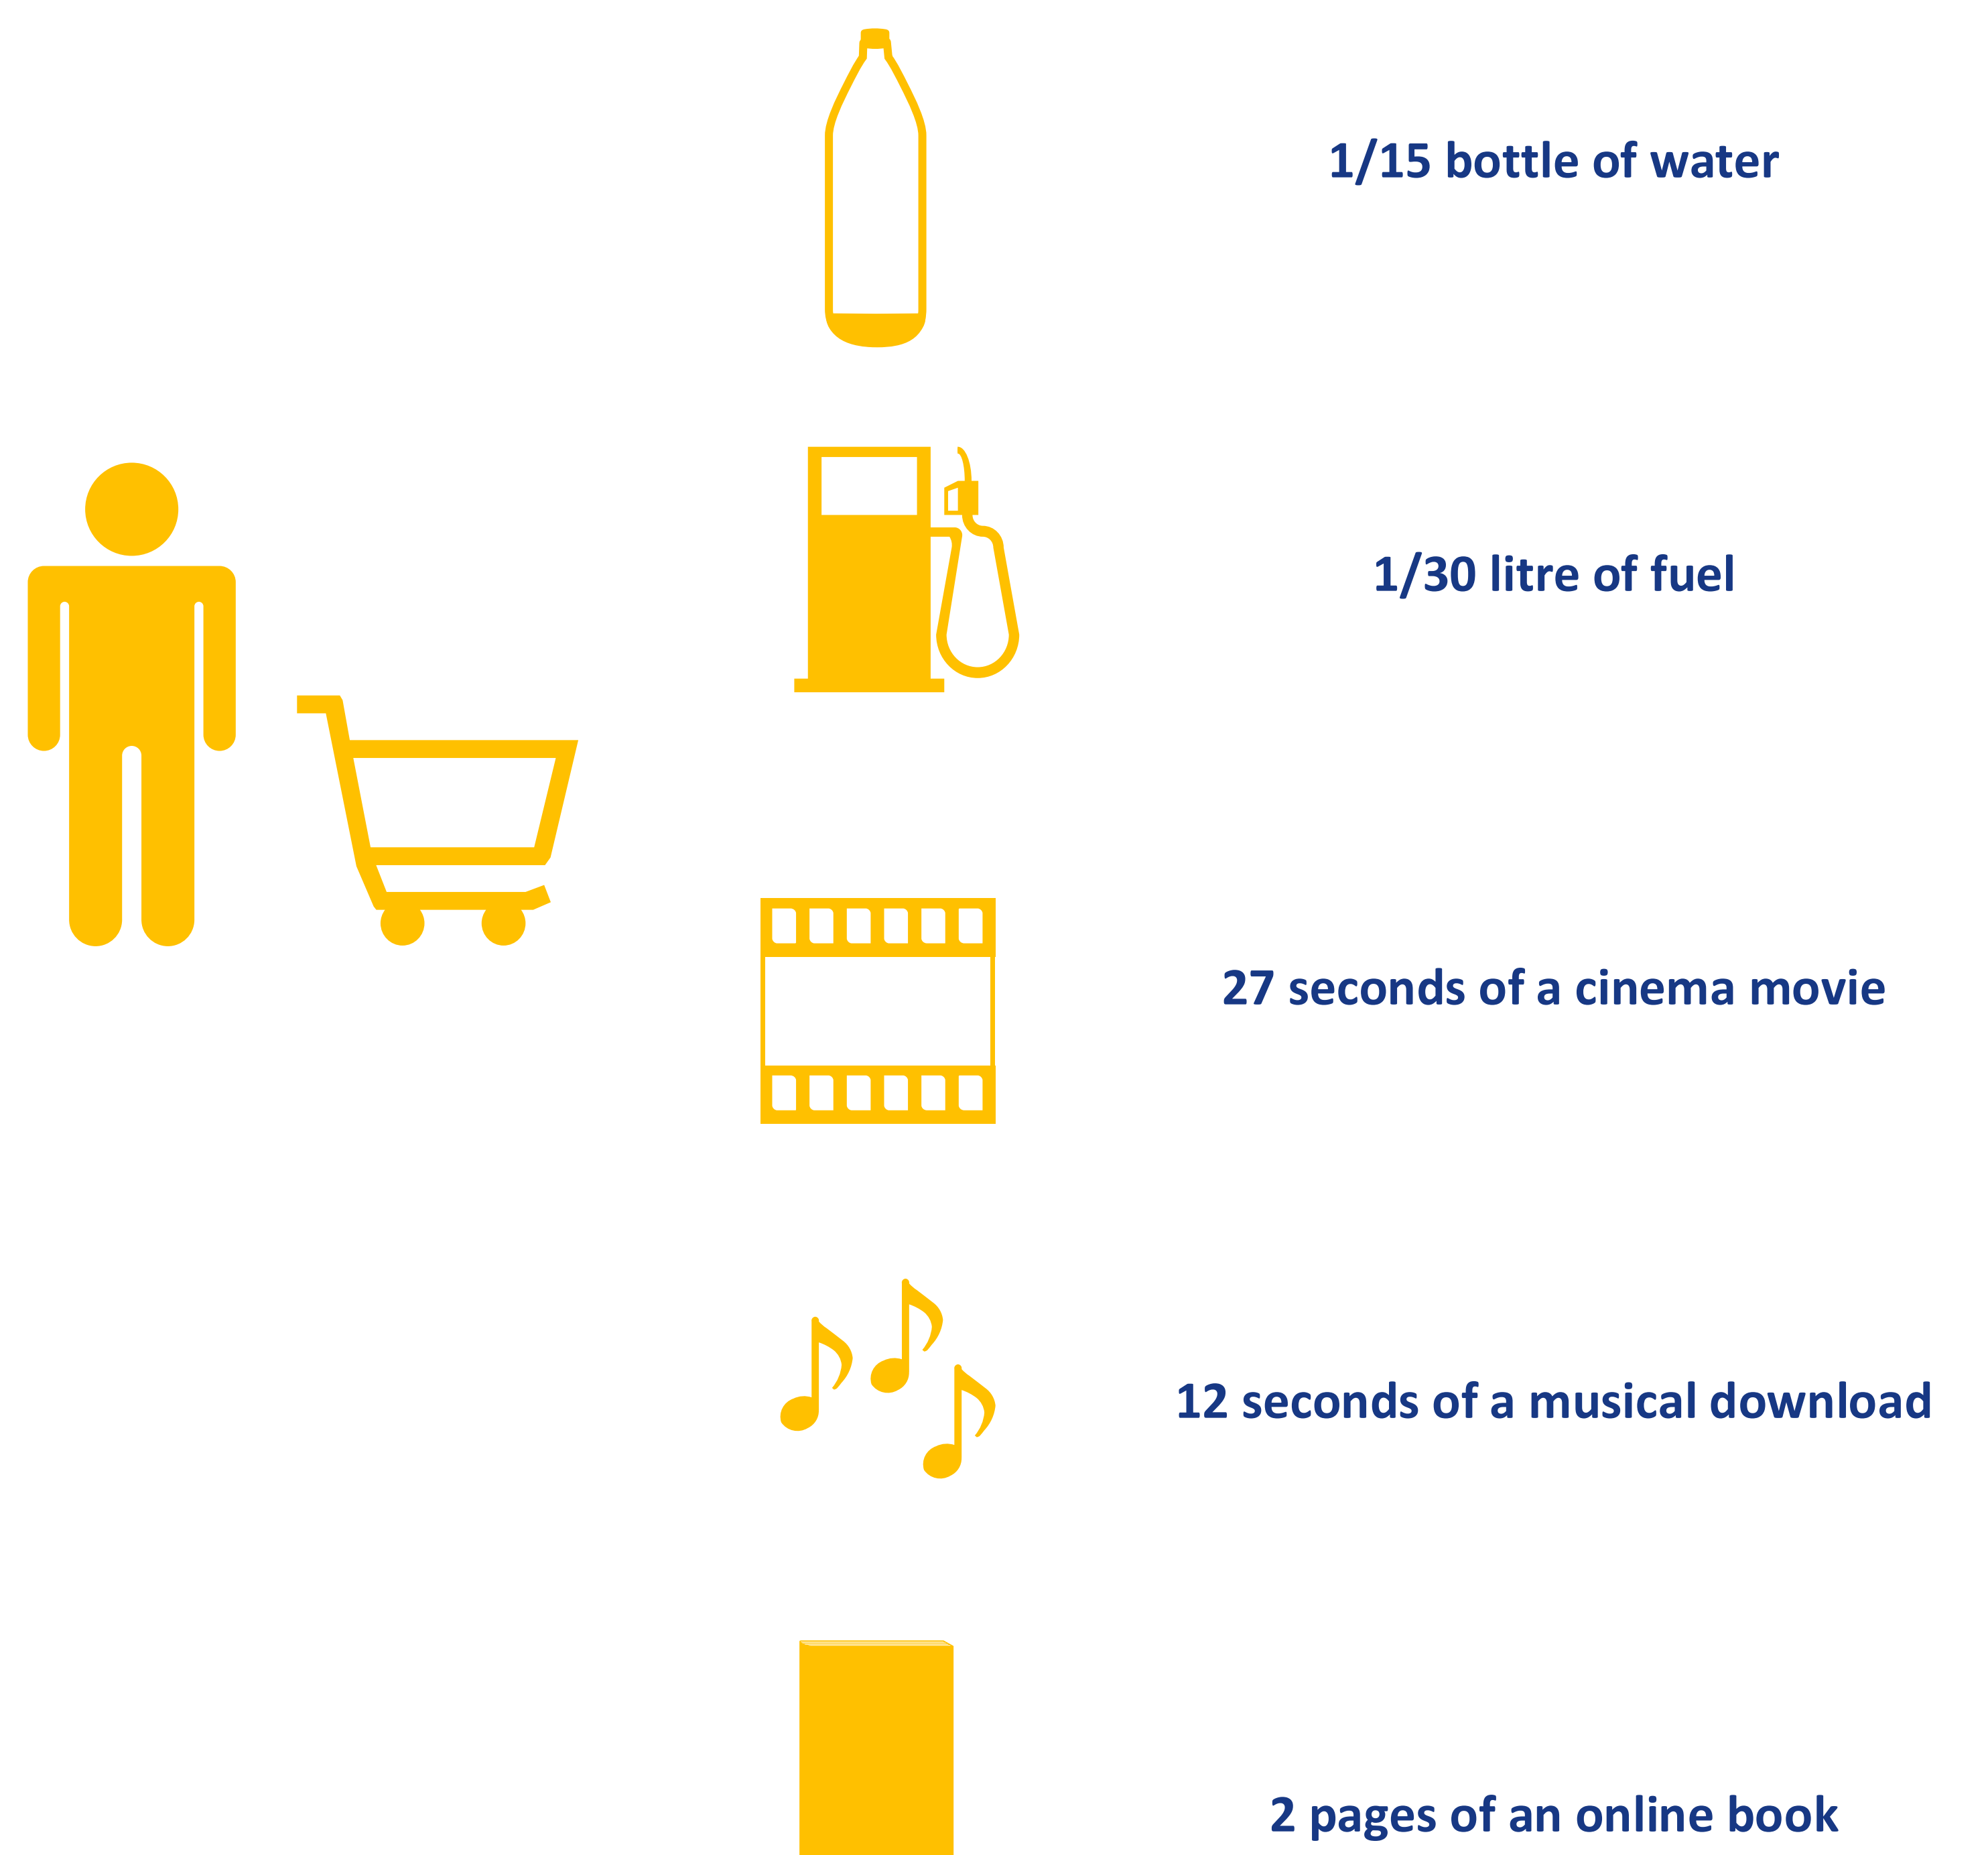 1/15 bottle of water
1/30 litre of fuel
27 seconds of a cinema movie
12 seconds of a musical download
2 pages of an online book